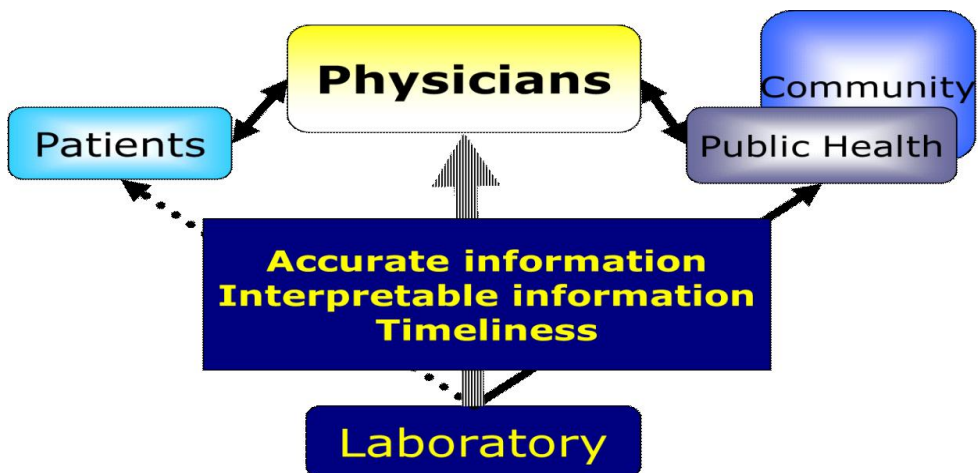 Physicians
Community
Patients
Public Health
Accurate information
Interpretable information
Timeliness
Laboratory